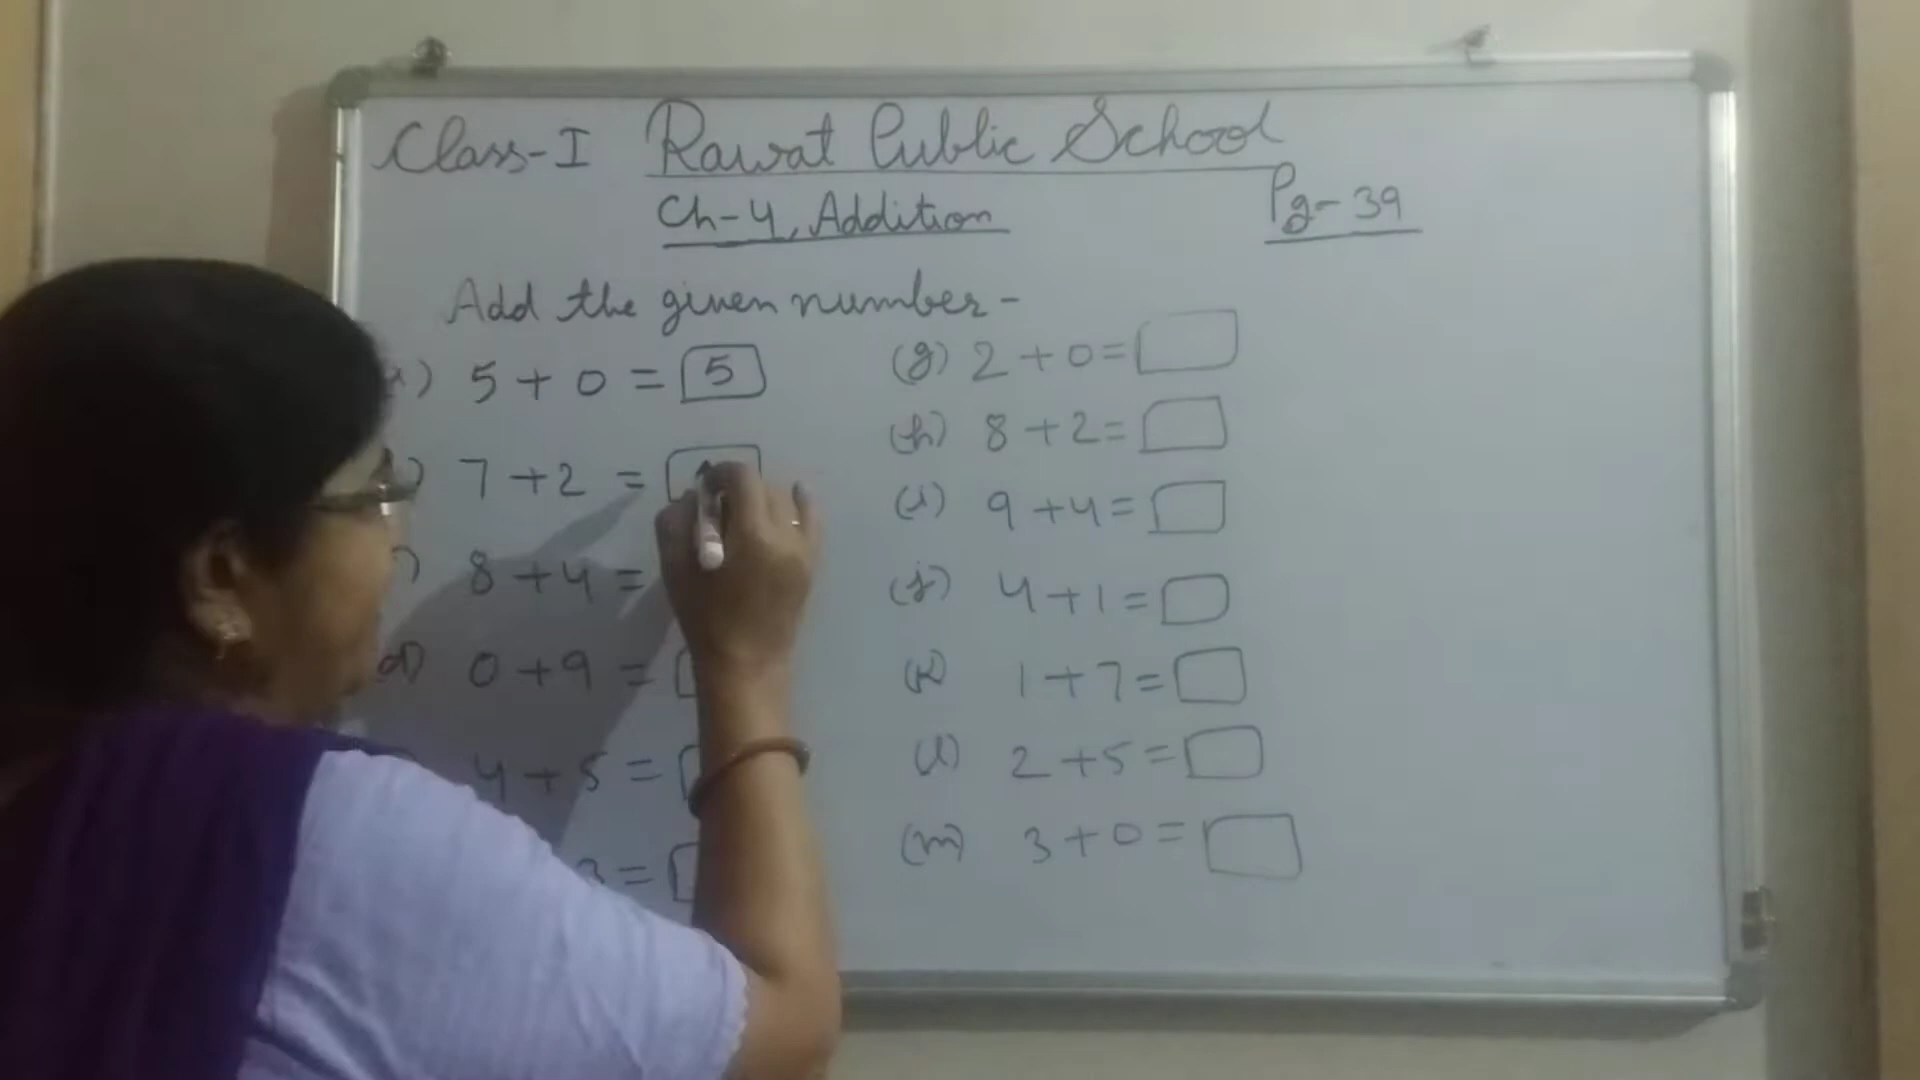 Class-I Rawat Public School
Ch-4, Addition
Pg-39
Add the given number-
) 5 + 0 = 5
) 7 + 2 =
) 8 + 4 =
d) 0 + 9 =
4 + 5 =
3 =
(g) 2 + 0 =
(h) 8 + 2 =
(i) 9 + 4 =
(j) 4 + 1 =
(k) 1 + 7 =
(l) 2 + 5 =
(m) 3 + 0 =